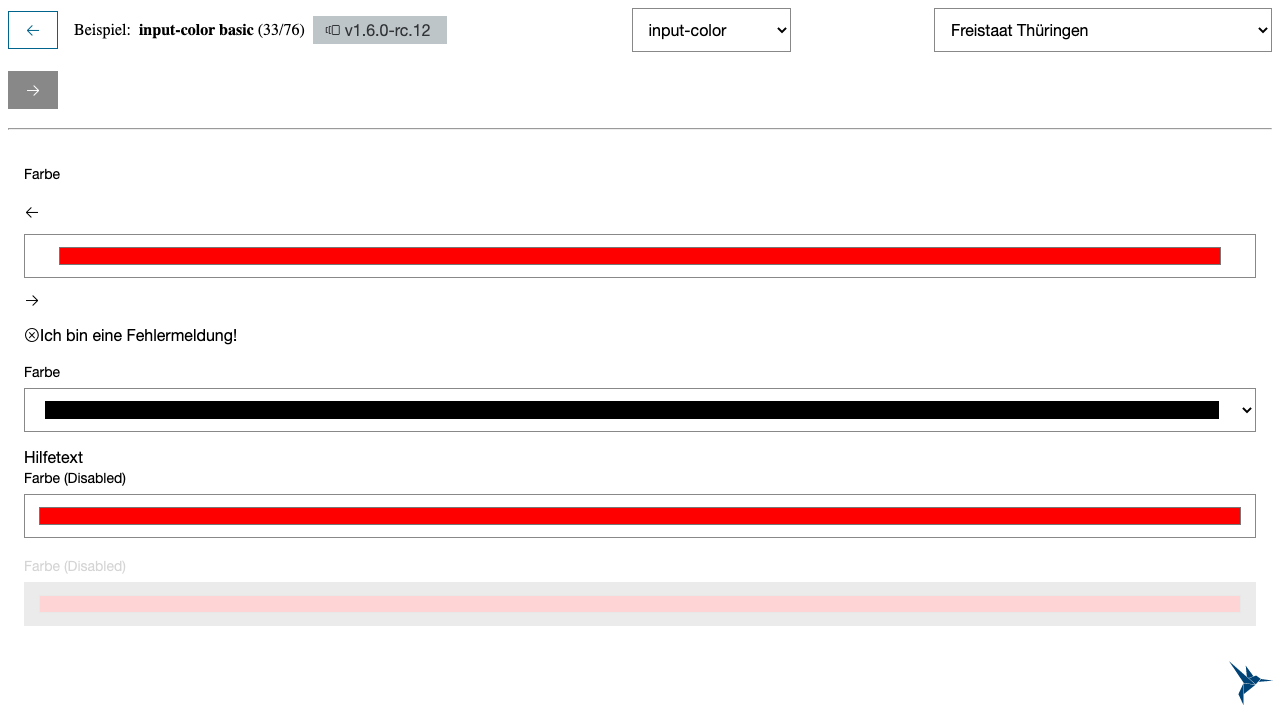 Beispiel: input-color basic (33/76) v1.6.0-rc.12 input-color Freistaat Thüringen
Farbe
Ich bin eine Fehlermeldung!
Farbe
Hilfetext
Farbe (Disabled)
Farbe (Disabled)